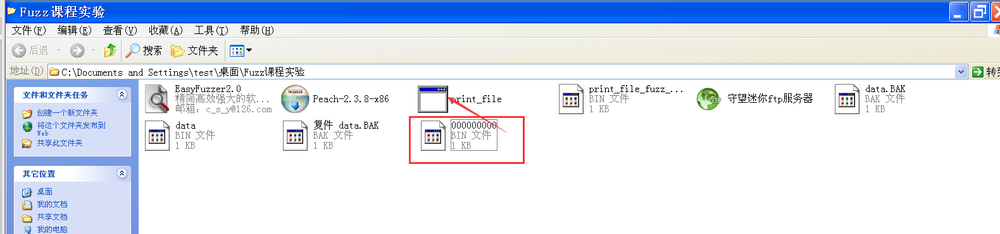 Fuzz课程实验
文件(F) 编辑(E) 查看(V) 收藏(A) 工具(T) 帮助(H)
后退 搜索 文件夹
地址(D) C:\Documents and Settings\test\桌面\Fuzz课程实验 转到
文件和文件夹任务
创建一个新文件夹
将这个文件夹发布到
Web
共享此文件夹
其它位置
桌面
我的文档
共享文档
我的电脑
EasyFuzzer2.0
精简高效强大的软...
邮箱: c_s_y@126.com
NSIS
Peach-2.3.8-x86
print_file
print_file_fuzz_...
BIN 文件
1 KB
FTP
守望迷你ftp服务器
data.BAK
BAK 文件
1 KB
data
BIN 文件
1 KB
复件 data.BAK
BAK 文件
1 KB
000000000
BIN 文件
1 KB